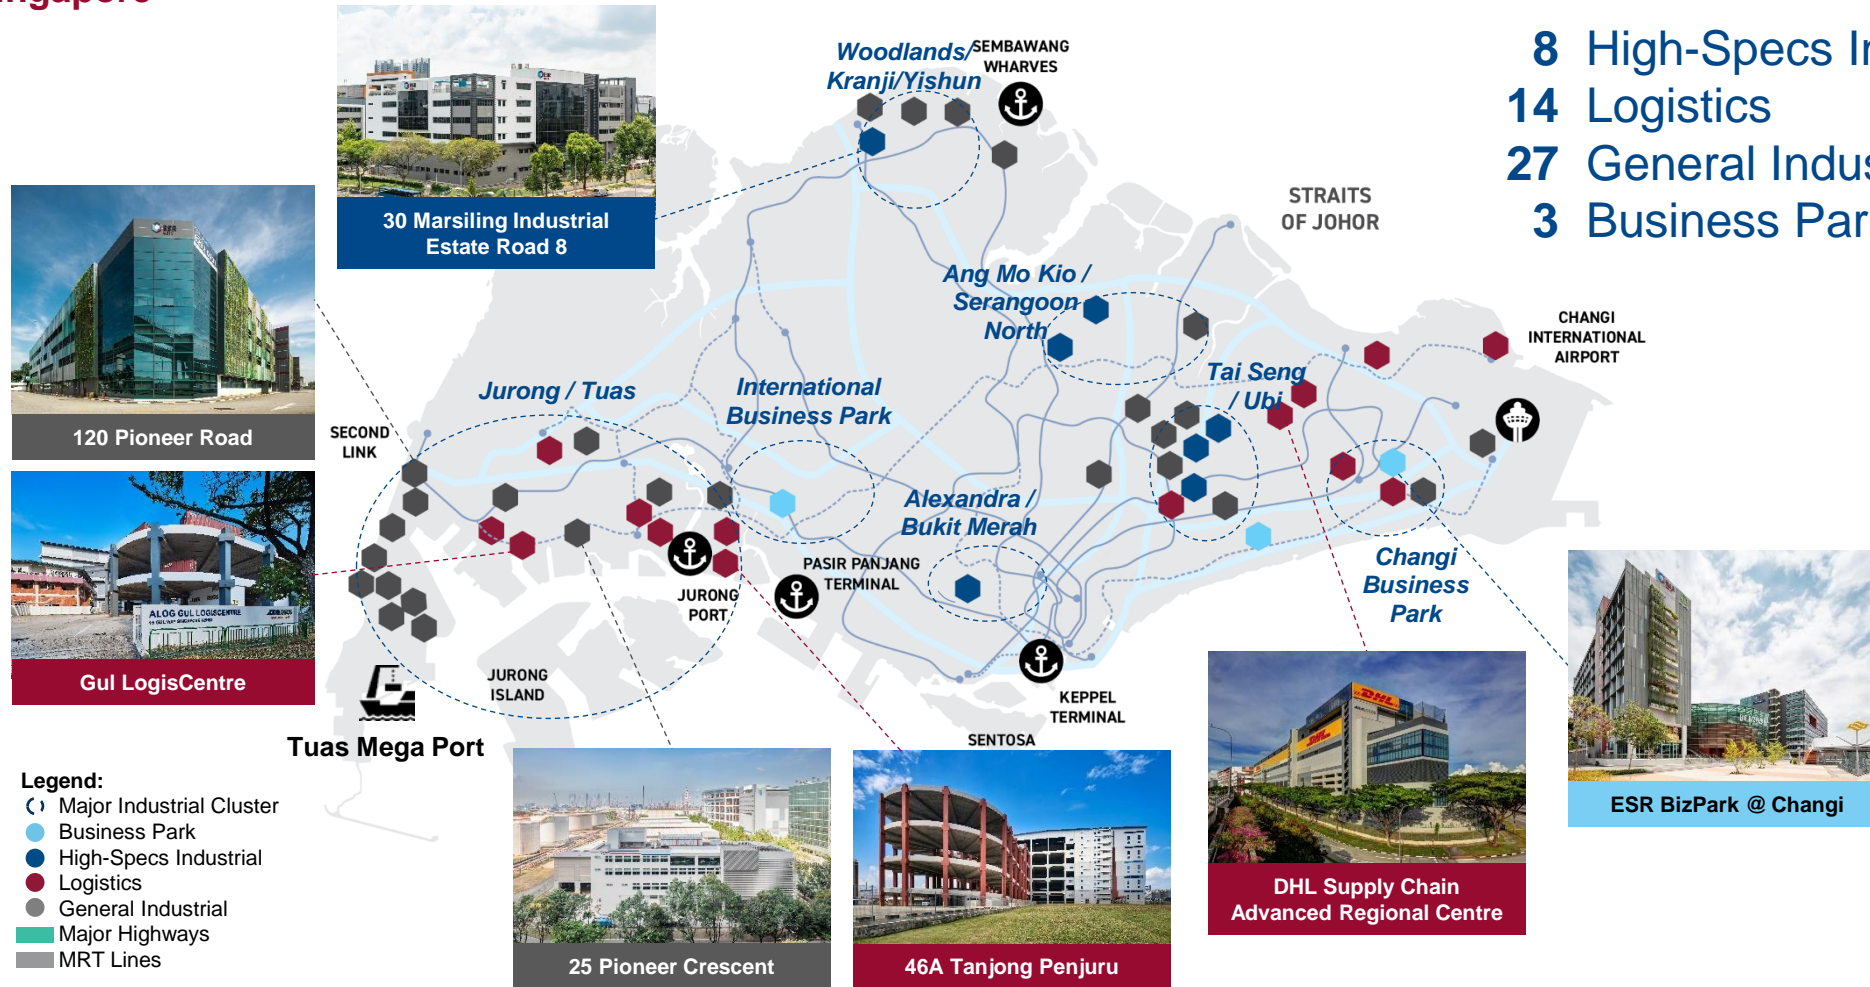 8 High-Specs
14 Logistics
27 General
3 Business
Woodlands/
Kranji/Yishun
SEMBAWANG
WHARVES
STRAITS
OF JOHOR
30 Marsiling Industrial
Estate Road 8
Ang Mo Kio /
Serangoon
North
CHANGI
INTERNATIONAL
AIRPORT
Tai Seng
/ Ubi
Jurong / Tuas
International
Business Park
120 Pioneer Road
SECOND
LINK
Alexandra /
Bukit Merah
Changi
Business
Park
PASIR PANJANG
TERMINAL
JURONG
PORT
ALOG GUL LOGISCENTRE
Gul LogisCentre
JURONG
ISLAND
KEPPEL
TERMINAL
SENTOSA
Tuas Mega Port
DHL
DHL Supply Chain
Advanced Regional Centre
ESR BizPark @ Changi
Legend:
Major Industrial Cluster
Business Park
High-Specs Industrial
Logistics
General Industrial
Major Highways
MRT Lines
25 Pioneer Crescent
46A Tanjong Penjuru